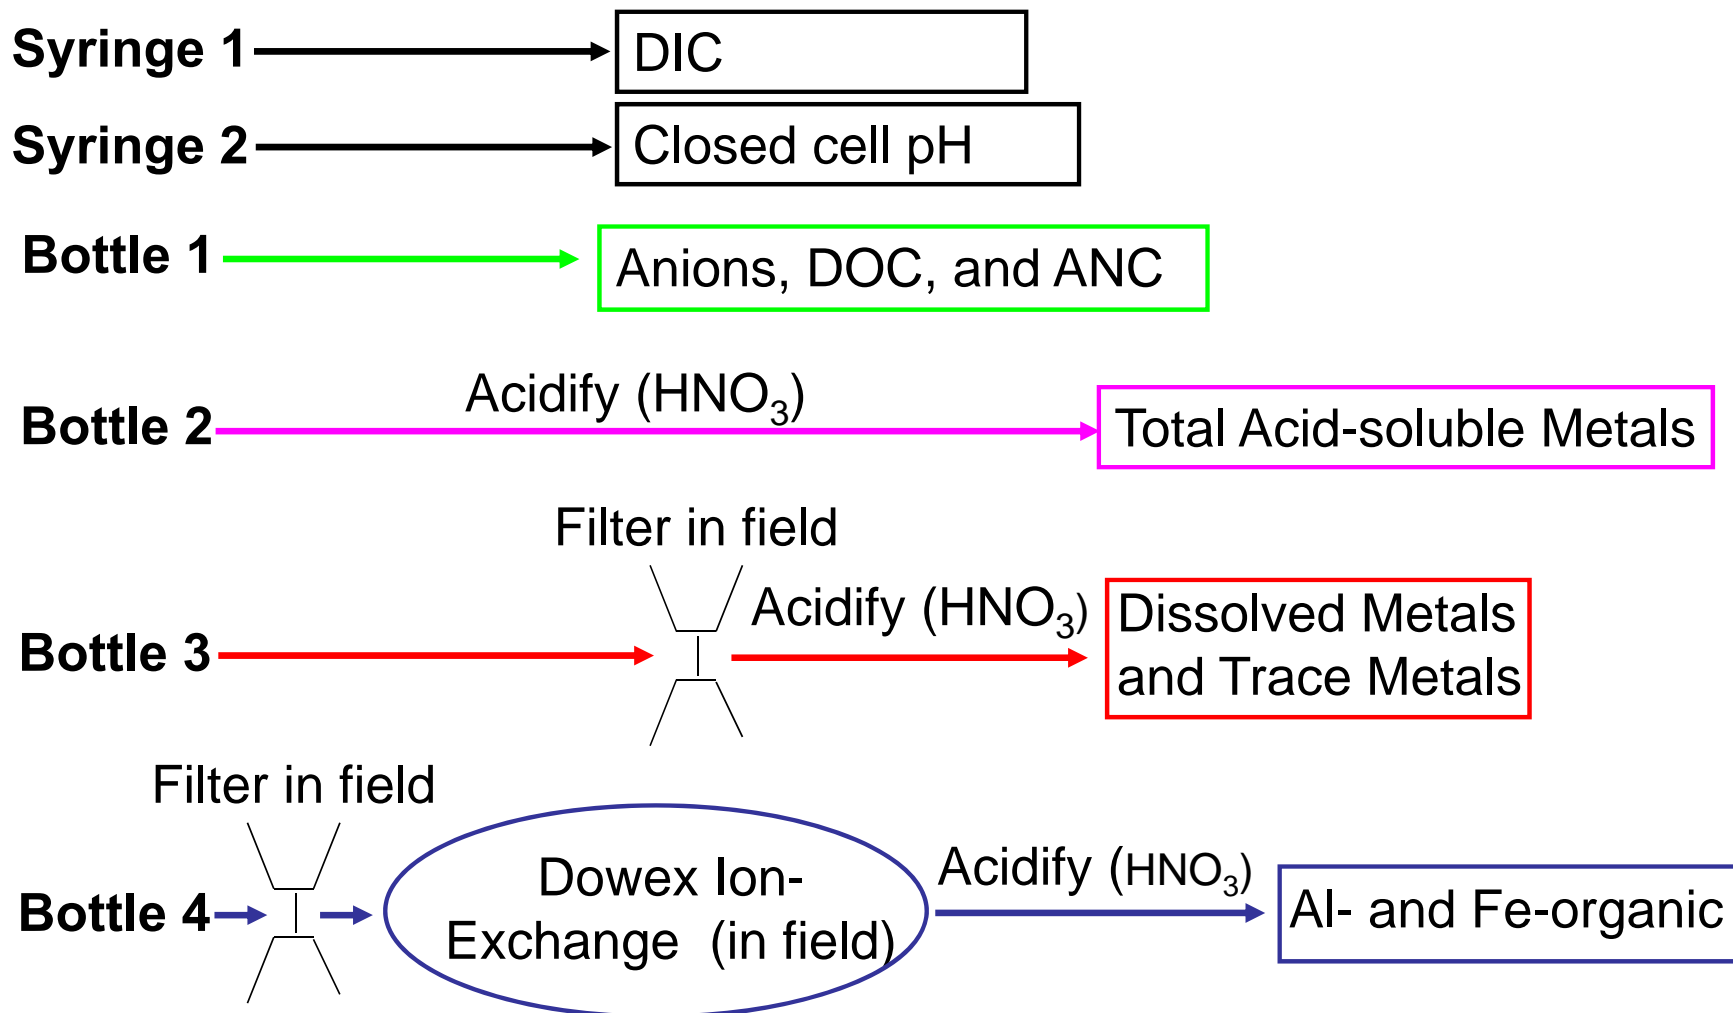 Syringe 1
DIC
Syringe 2
Closed cell pH
Bottle 1
Anions, DOC, and ANC
Bottle 2
Acidify (HNO₃)
Total Acid-soluble Metals
Filter in field
Bottle 3
Acidify (HNO₃)
Dissolved Metals
and Trace Metals
Filter in field
Bottle 4
Dowex Ion-
Exchange (in field)
Acidify (HNO₃)
Al- and Fe-organic